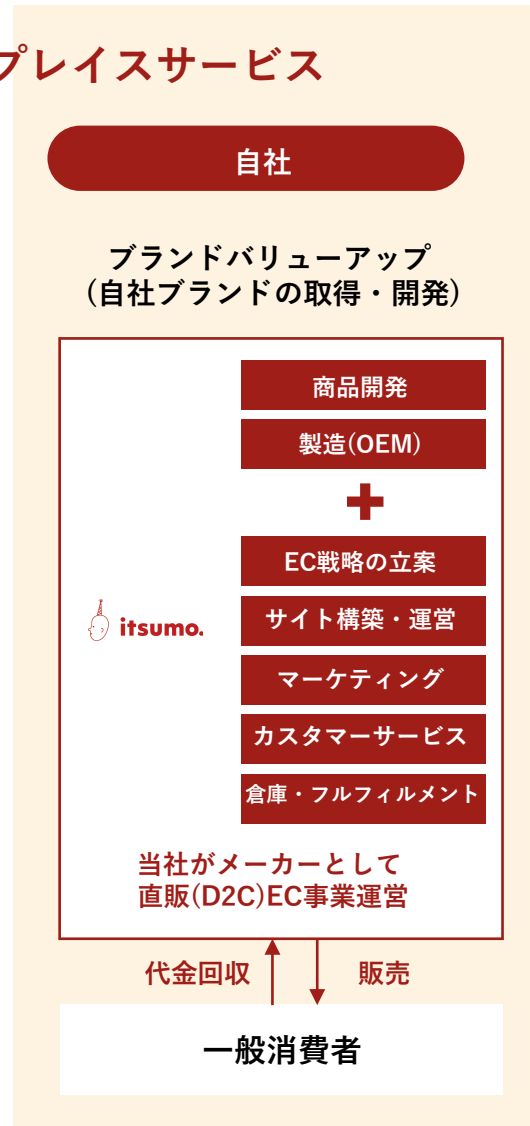 プレイスサービス
自社
ブランドバリューアップ
(自社ブランドの取得・開発)
商品開発
製造(OEM)
EC戦略の立案
サイト構築・運営
itsumo.
マーケティング
カスタマーサービス
倉庫・フルフィルメント
当社がメーカーとして
直販(D2C)EC事業運営
代金回収
販売
一般消費者